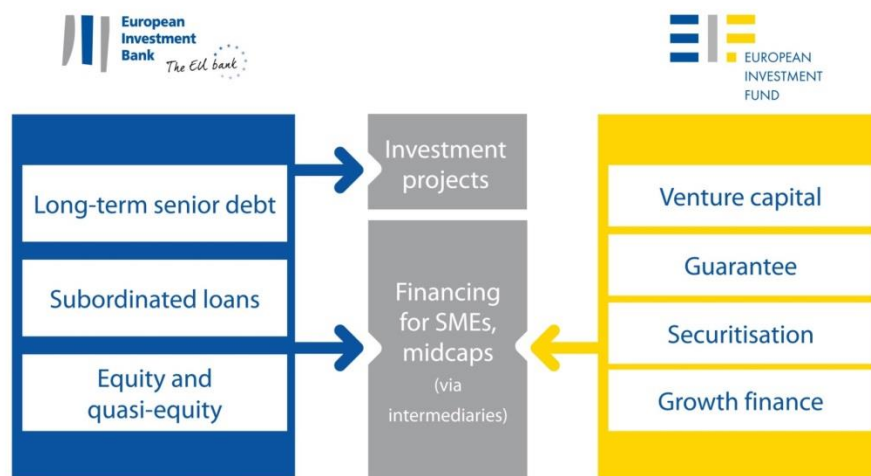 European
Investment
Bank
The EU bank
EUROPEAN
INVESTMENT
FUND
Long-term senior debt
Subordinated loans
Equity and
quasi-equity
Investment
projects
Financing
for SMEs,
midcaps
(via
intermediaries)
Venture capital
Guarantee
Securitisation
Growth finance